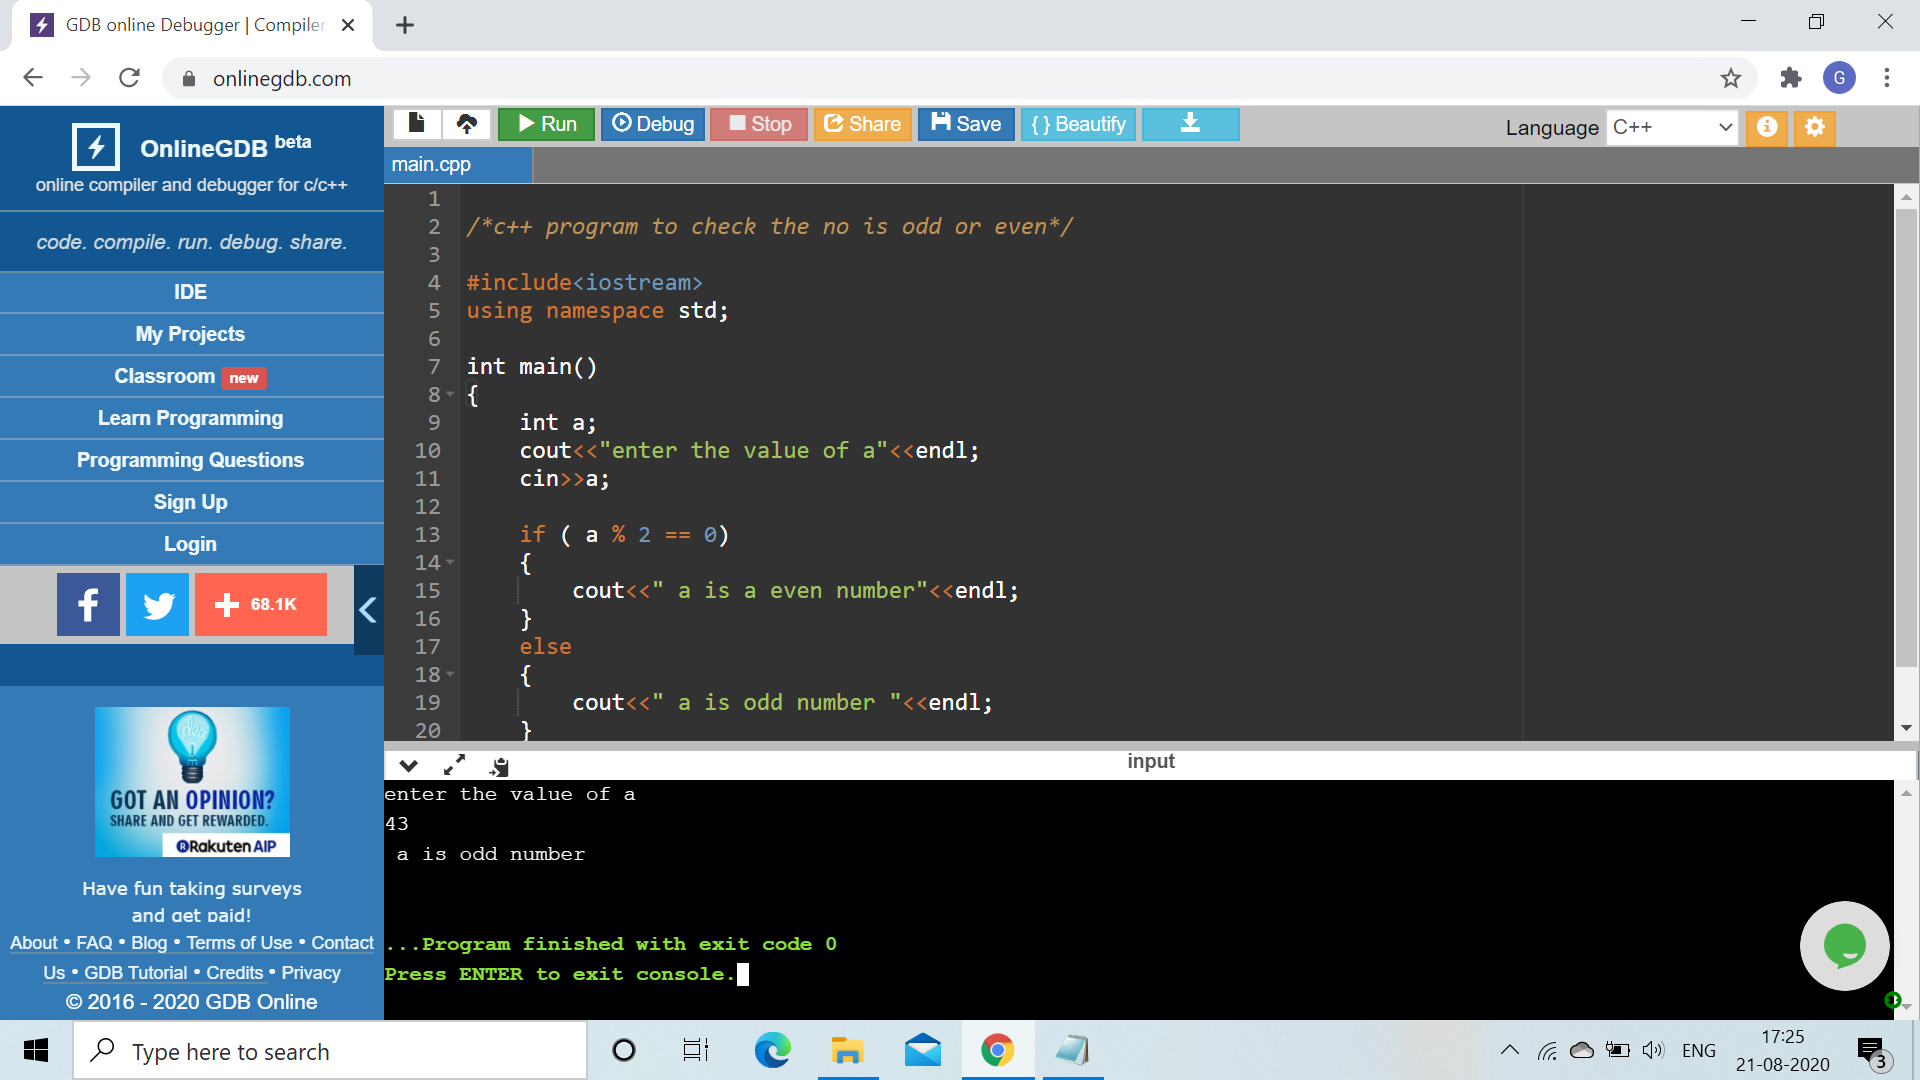 GDB online Debugger | Compiler
onlinegdb.com
G
OnlineGDB beta
online compiler and debugger for c/c++
code. compile. run. debug. share.
IDE
My Projects
Classroom new
Learn Programming
Programming Questions
Sign Up
Login
68.1K
idea
GOT AN OPINION?
SHARE AND GET REWARDED.
Rakuten AIP
Have fun taking surveys
and get paid!
About • FAQ • Blog • Terms of Use • Contact
Us • GDB Tutorial • Credits • Privacy
© 2016 - 2020 GDB Online
Run Debug Stop Share Save { } Beautify
Language C++
main.cpp
1
2 /*c++ program to check the no is odd or even*/
3
4 #include<iostream>
5 using namespace std;
6
7 int main()
8 {
9 int a;
10 cout<<"enter the value of a"<<endl;
11 cin>>a;
12
13 if ( a % 2 == 0)
14 {
15 cout<<" a is a even number"<<endl;
16 }
17 else
18 {
19 cout<<" a is odd number "<<endl;
20 }
input
enter the value of a
43
a is odd number
...Program finished with exit code 0
Press ENTER to exit console.
Type here to search
ENG
17:25
21-08-2020
3